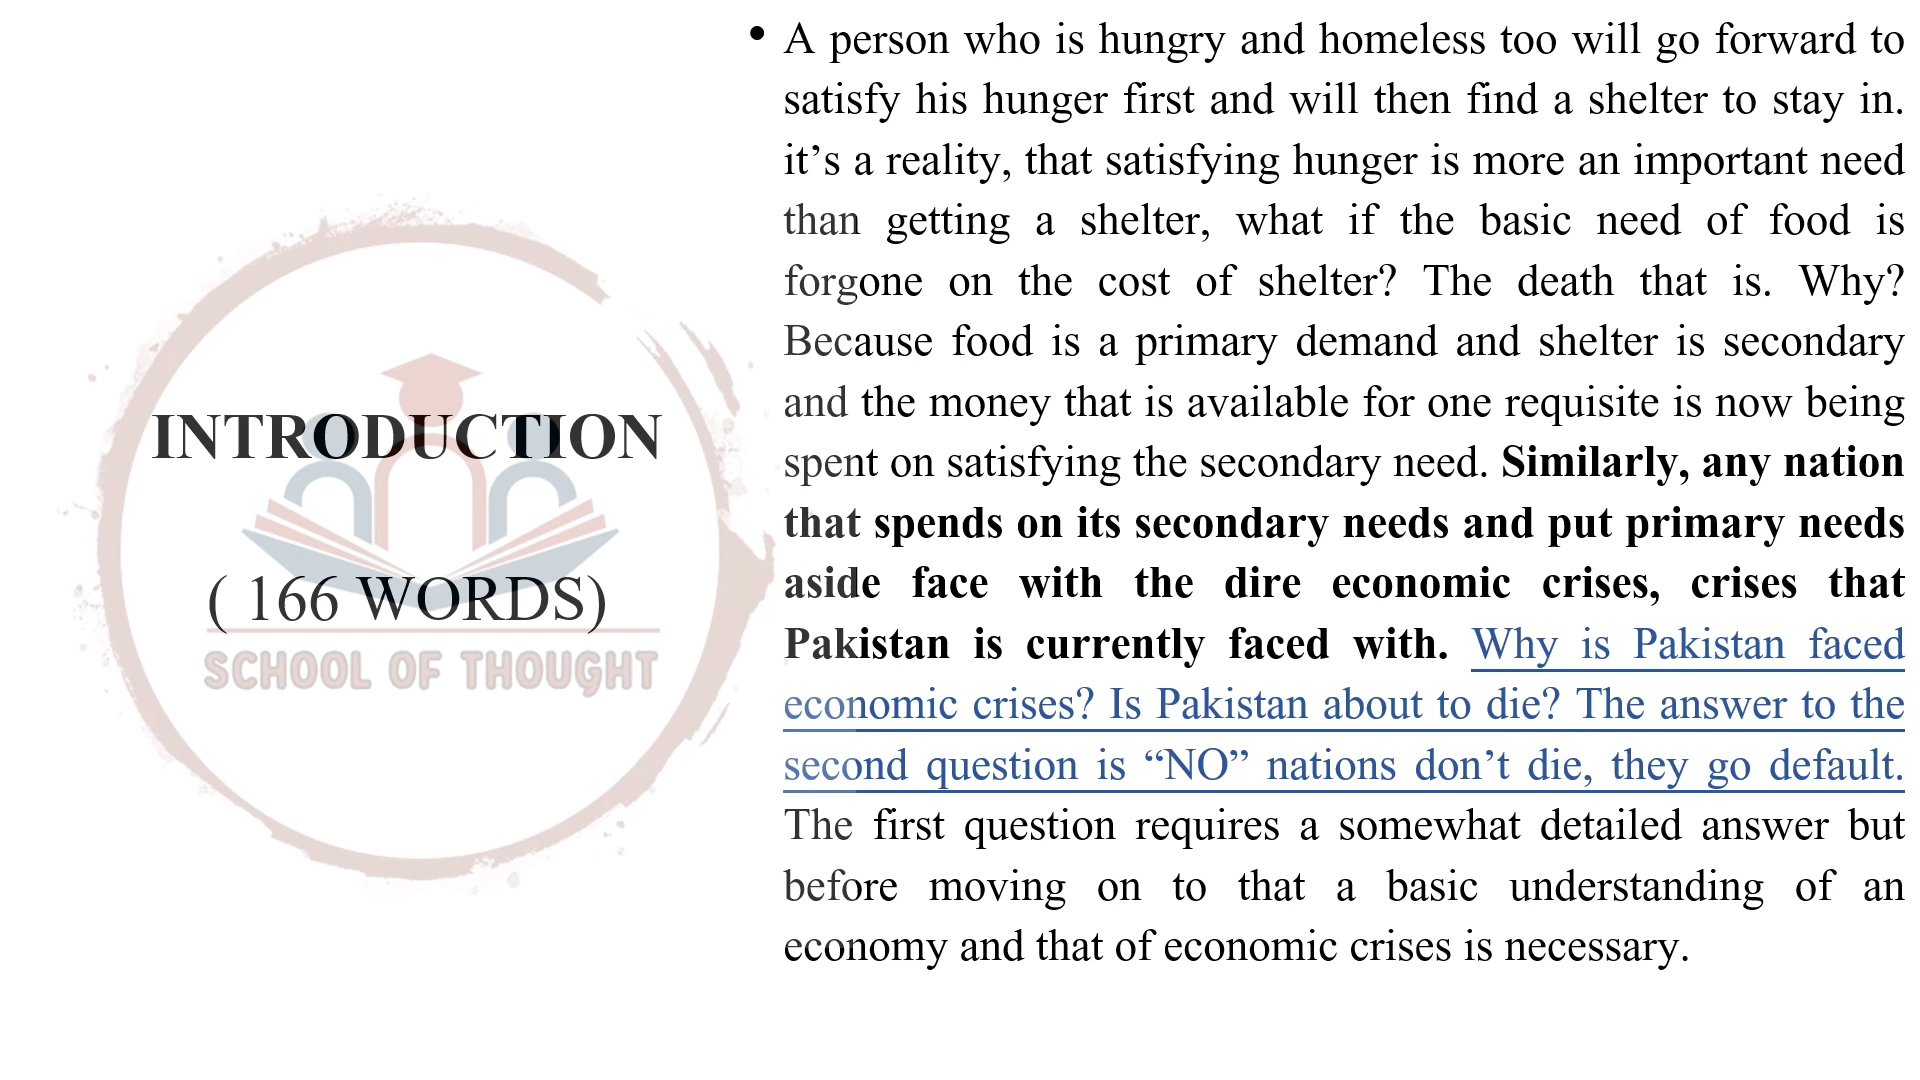 INTRODUCTION
( 166 WORDS)
SCHOOL OF THOUGHT
• A person who is hungry and homeless too will go forward to
satisfy his hunger first and will then find a shelter to stay in.
it’s a reality, that satisfying hunger is more an important need
than getting a shelter, what if the basic need of food is
forgone on the cost of shelter? The death that is. Why?
Because food is a primary demand and shelter is secondary
and the money that is available for one requisite is now being
spent on satisfying the secondary need. Similarly, any nation
that spends on its secondary needs and put primary needs
aside face with the dire economic crises, crises that
Pakistan is currently faced with. Why is Pakistan faced
economic crises? Is Pakistan about to die? The answer to the
second question is “NO” nations don’t die, they go default.
The first question requires a somewhat detailed answer but
before moving on to that a basic understanding of an
economy and that of economic crises is necessary.